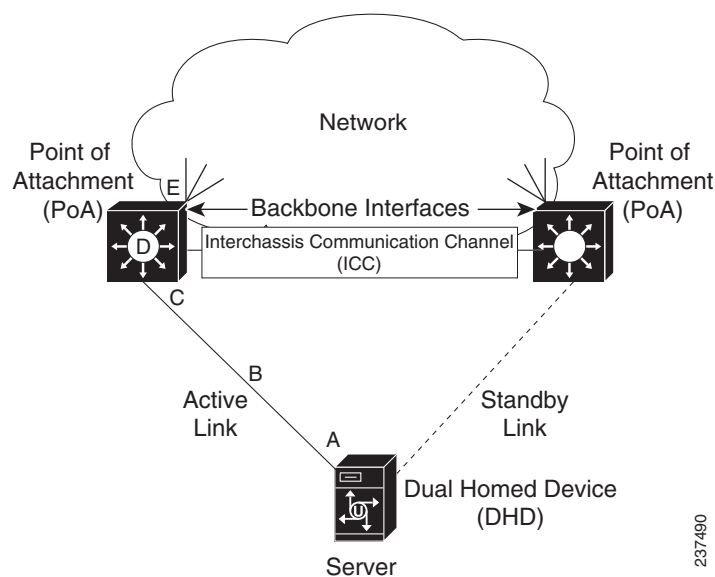 Network
Point of
Attachment
(PoA)
Point of
Attachment
(PoA)
E
Backbone Interfaces
D
Interchassis Communication Channel
(ICC)
C
B
Active
Link
Standby
Link
A
Dual Homed Device
(DHD)
U
Server
237490